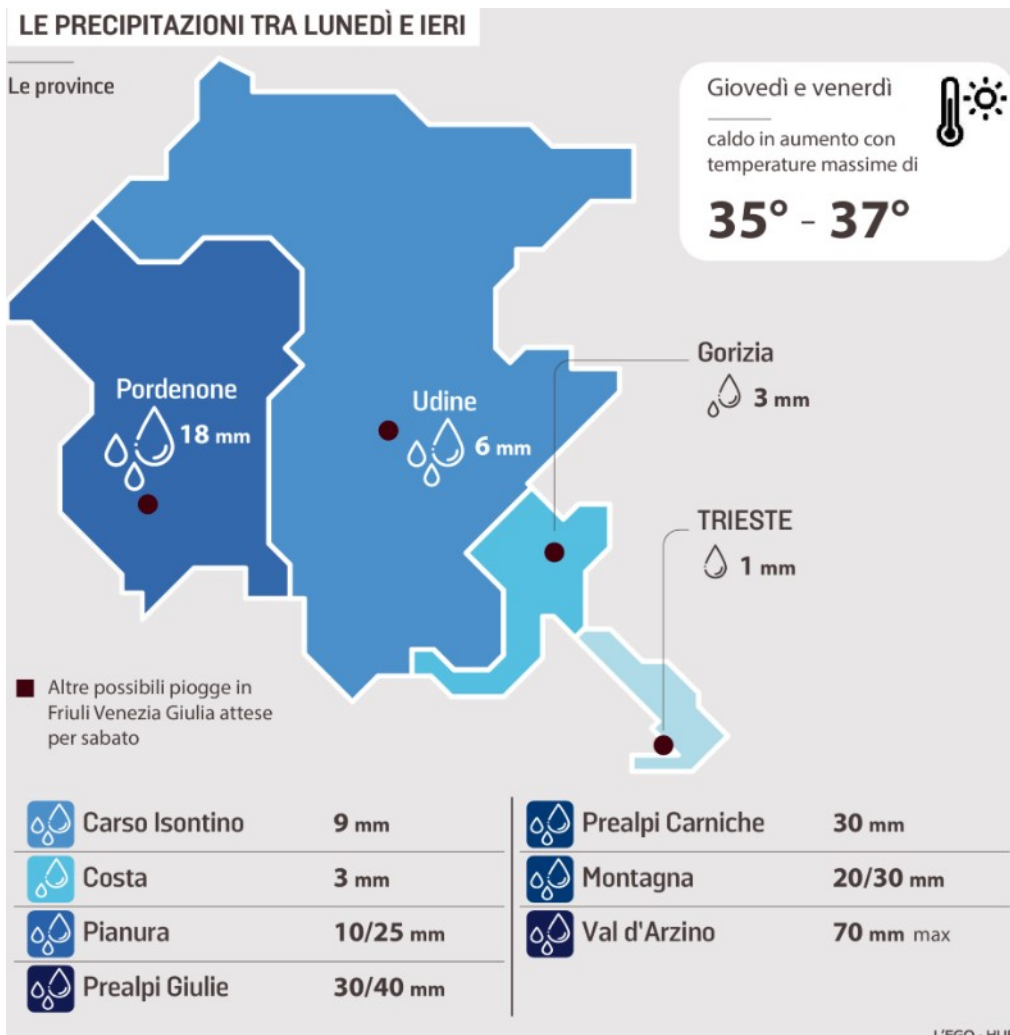 LE PRECIPITAZIONI TRA LUNEDÌ E IERI
Le province
Giovedì e venerdì
caldo in aumento con
temperature massime di
35° - 37°
Pordenone
18 mm
Udine
6 mm
Gorizia
3 mm
TRIESTE
1 mm
Altre possibili piogge in
Friuli Venezia Giulia attese
per sabato
Carso Isontino 9 mm
Costa 3 mm
Pianura 10/25 mm
Prealpi Giulie 30/40 mm
Prealpi Carniche 30 mm
Montagna 20/30 mm
Val d'Arzino 70 mm max
L'EGO - HUB